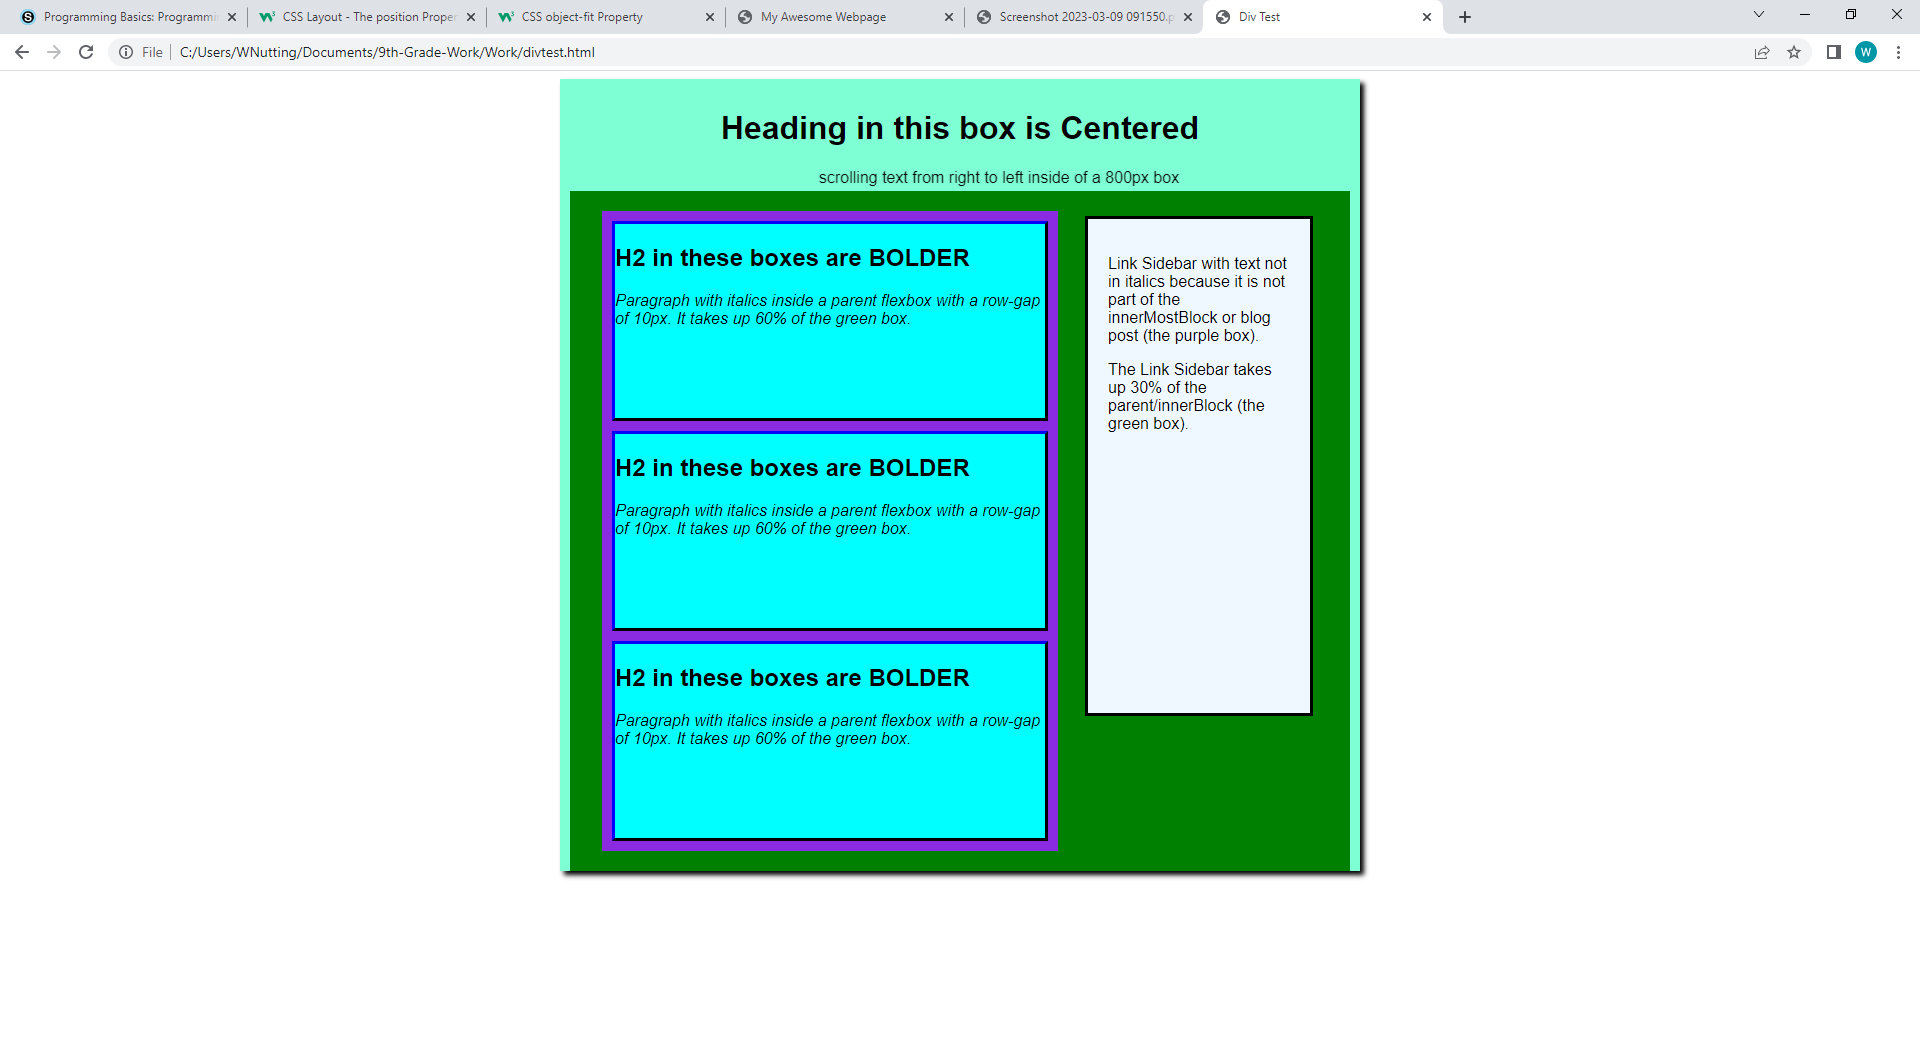 Programming Basics: Programmi
CSS Layout - The position Proper
CSS object-fit Property
My Awesome Webpage
Screenshot 2023-03-09 091550.p
Div Test
File
C:/Users/WNutting/Documents/9th-Grade-Work/Work/divtest.html
W
Heading in this box is Centered
scrolling text from right to left inside of a 800px box
H2 in these boxes are BOLDER
Paragraph with italics inside a parent flexbox with a row-gap
of 10px. It takes up 60% of the green box.
H2 in these boxes are BOLDER
Paragraph with italics inside a parent flexbox with a row-gap
of 10px. It takes up 60% of the green box.
H2 in these boxes are BOLDER
Paragraph with italics inside a parent flexbox with a row-gap
of 10px. It takes up 60% of the green box.
Link Sidebar with text not
in italics because it is not
part of the
innerMostBlock or blog
post (the purple box).
The Link Sidebar takes
up 30% of the
parent/innerBlock (the
green box).